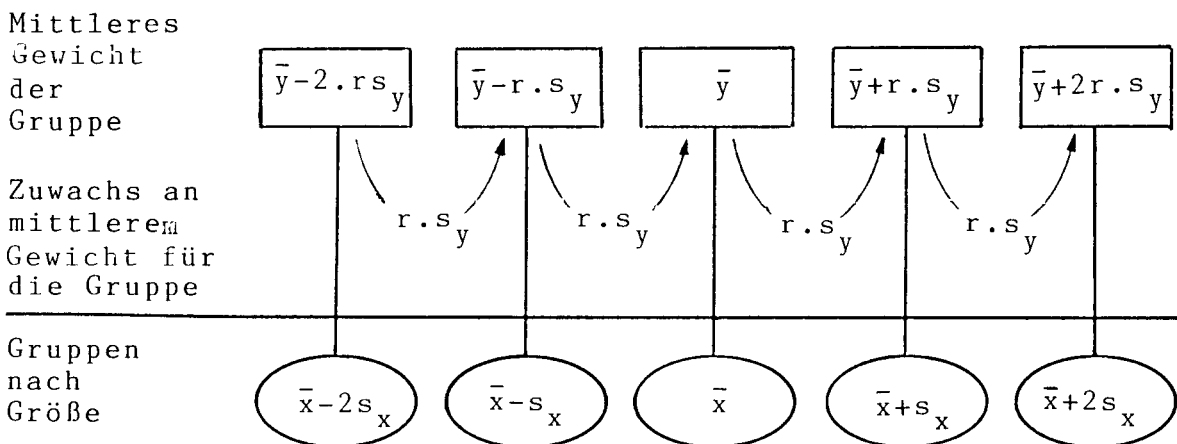 Mittleres
Gewicht
der
Gruppe
ȳ-2.rs_y
ȳ-r.s_y
ȳ
ȳ+r.s_y
ȳ+2r.s_y
Zuwachs an
mittlerem
Gewicht für
die Gruppe
r.s_y
r.s_y
r.s_y
r.s_y
Gruppen
nach
Größe
x̄-2s_x
x̄-s_x
x̄
x̄+s_x
x̄+2s_x